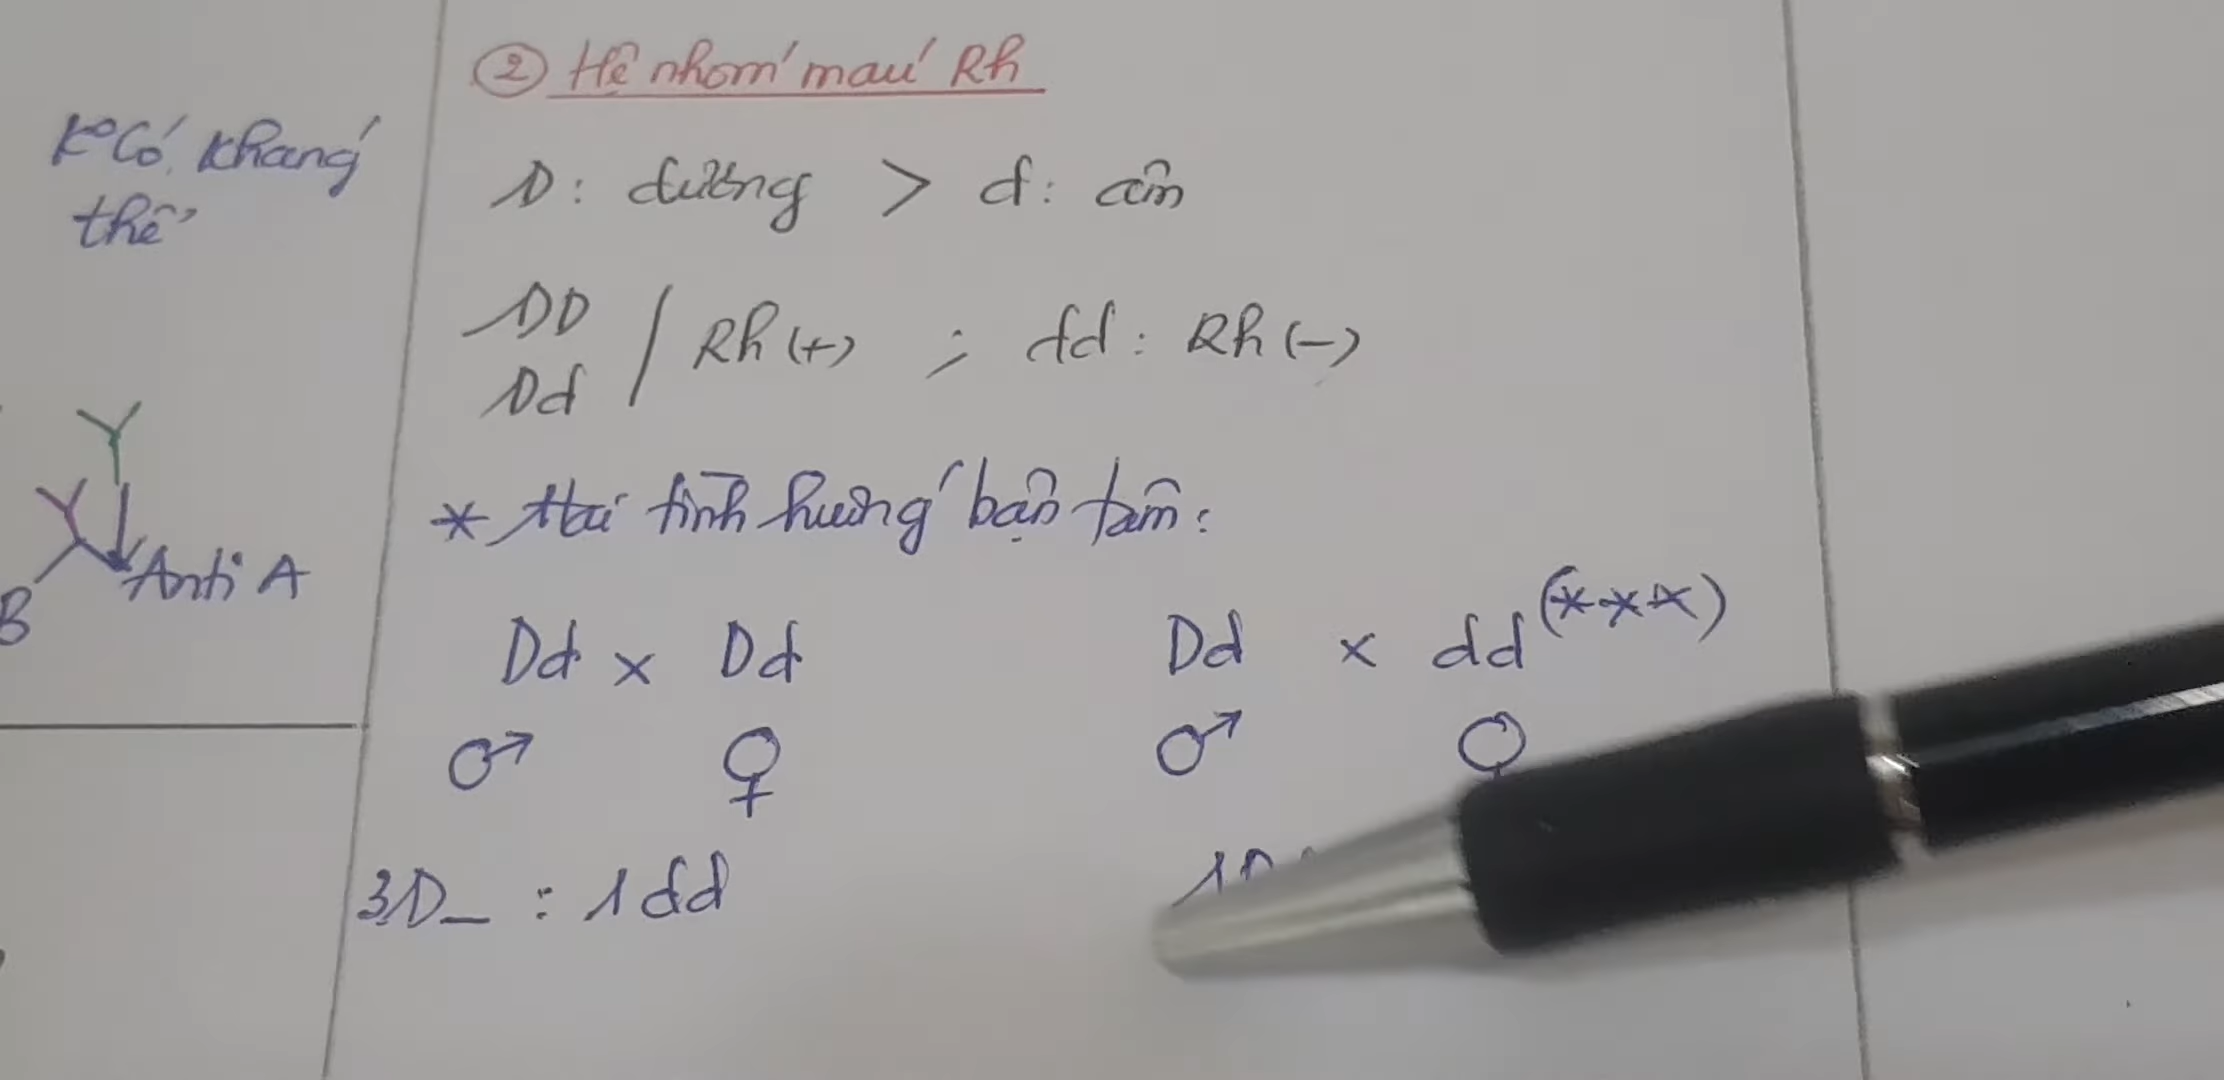 K° Có kháng
thể
Anti A
B
② Hệ nhóm máu Rh
D: dương > d: âm
DD
Dd / Rh (+) ; dd: Rh (-)
* Hai tình huống bận tâm:
Dd x Dd
♂ ♀
3D_ : 1dd
Dd x dd (***)
♂ ♀